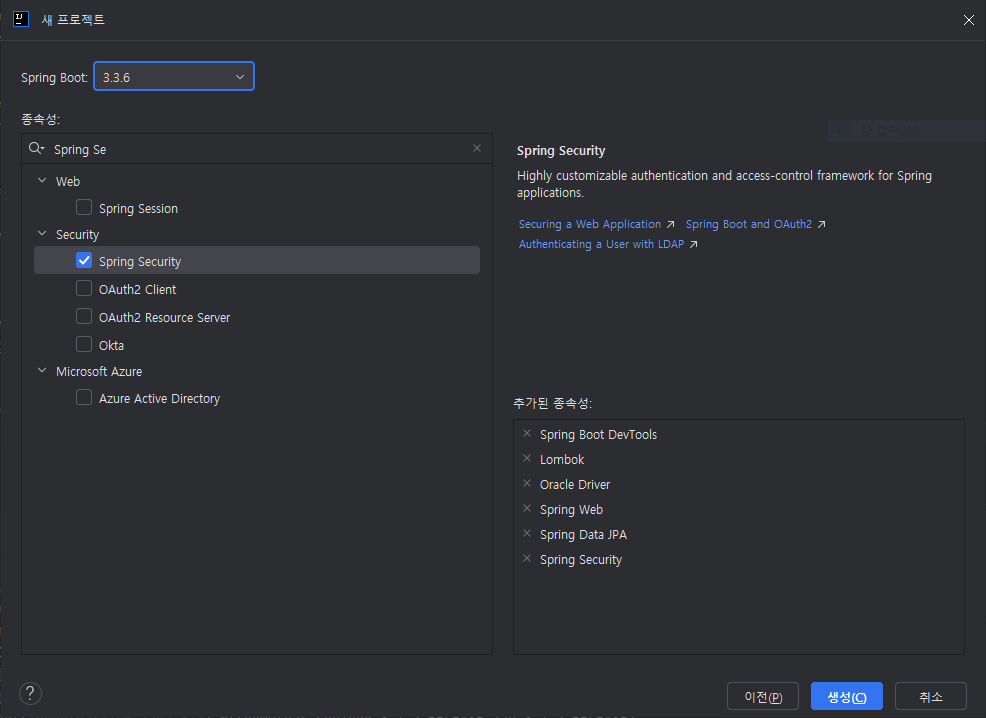 새 프로젝트
Spring Boot: 3.3.6
종속성:
Spring Se
Web
Spring Session
Security
Spring Security
OAuth2 Client
OAuth2 Resource Server
Okta
Microsoft Azure
Azure Active Directory
Spring Security
Highly customizable authentication and access-control framework for Spring
applications.
Securing a Web Application ↗ Spring Boot and OAuth2 ↗
Authenticating a User with LDAP ↗
추가된 종속성:
Spring Boot DevTools
Lombok
Oracle Driver
Spring Web
Spring Data JPA
Spring Security
?
이전(P) 생성(C) 취소